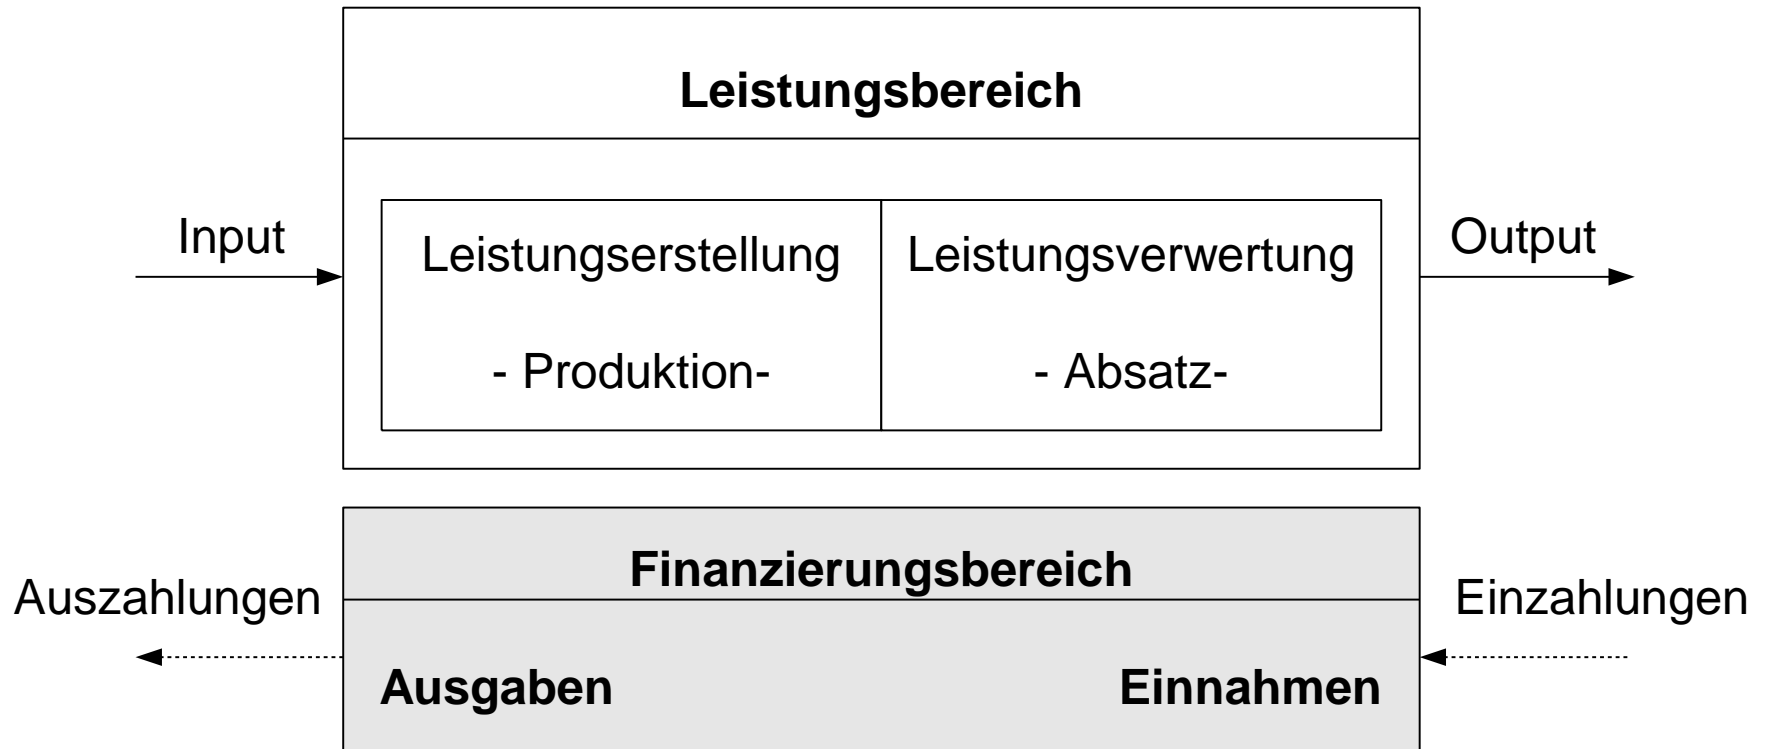 Leistungsbereich
Input
Output
Leistungserstellung
- Produktion-
Leistungsverwertung
- Absatz-
Finanzierungsbereich
Auszahlungen
Einzahlungen
Ausgaben
Einnahmen